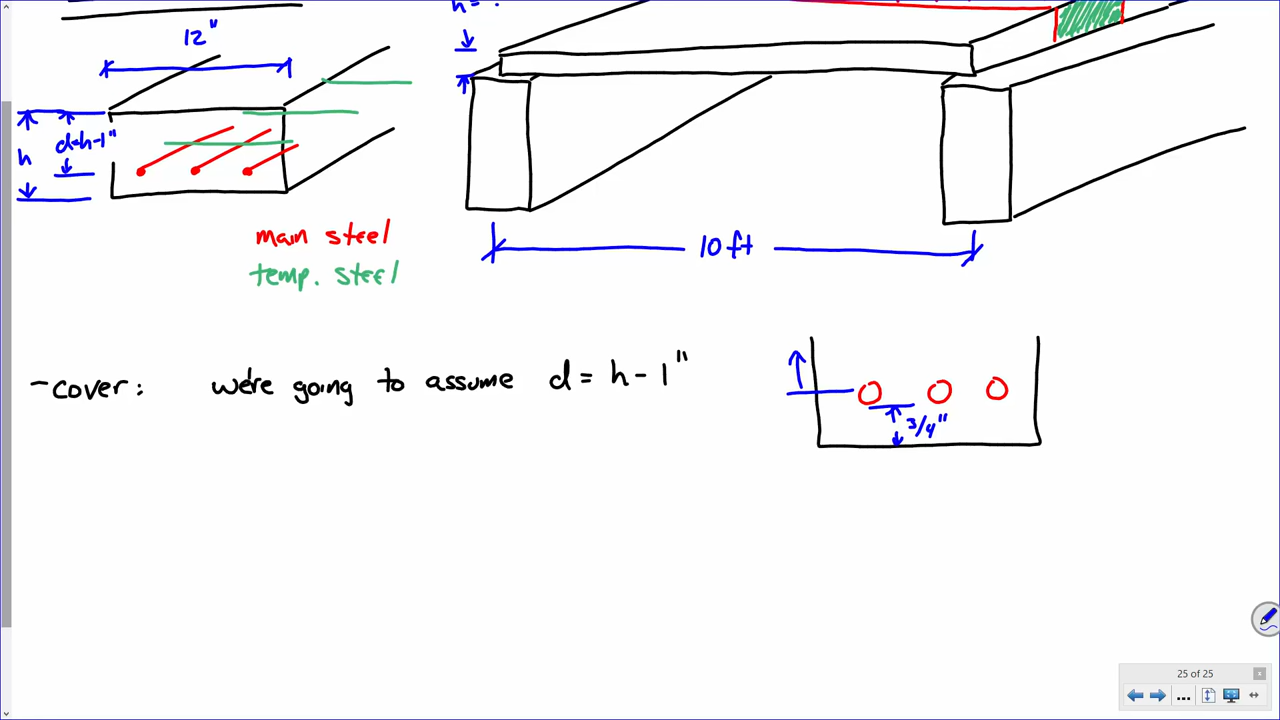 h = ?
12"
d=h-1"
h
main steel
temp. steel
10 ft
-cover: we're going to assume d = h - 1"
3/4"
25 of 25
...